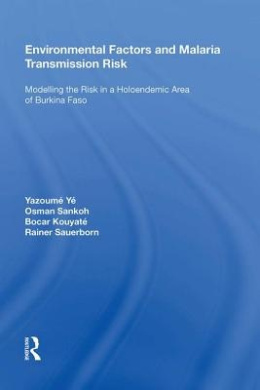 Environmental Factors and Malaria
Transmission Risk
Modelling the Risk in a Holoendemic Area
of Burkina Faso
Yazoumé Yé
Osman Sankoh
Bocar Kouyaté
Rainer Sauerborn
Routledge